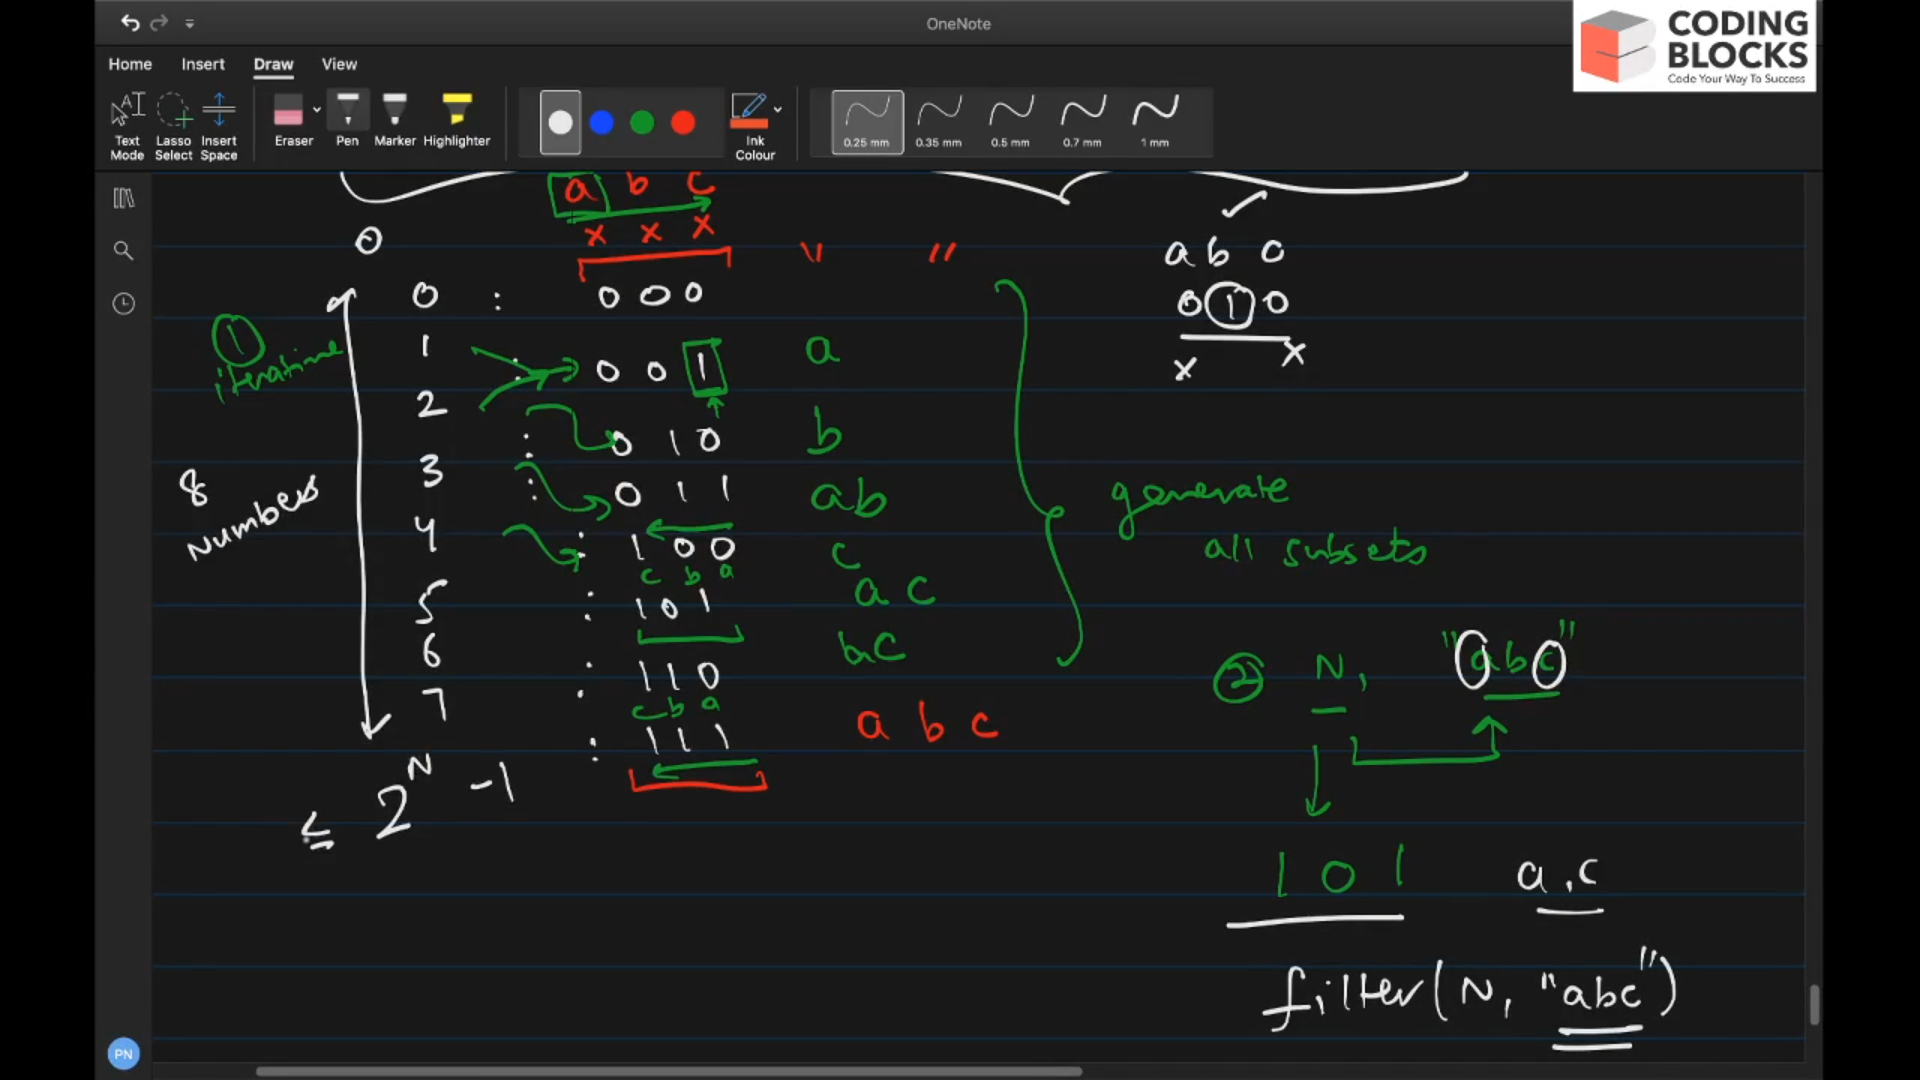 OneNote
CODING
BLOCKS
Code Your Way To Success
Home Insert Draw View
Text Mode
Lasso Select
Insert Space
Eraser
Pen
Marker
Highlighter
Ink Colour
0.25 mm
0.35 mm
0.5 mm
0.7 mm
1 mm
a b c
x x x
" "
0
0 : 0 0 0
1 : 0 0 1 a
2 : 0 1 0 b
3 : 0 1 1 ab
4 : 1 0 0 c
c b a
5 : 1 0 1 a c
6 : 1 1 0 bc
c b a
7 : 1 1 1 a b c
≤ 2^N -1
1
iterations
8
Numbers
a b c
0 1 0
x x
generate
all subsets
2 N, "abc"
1 0 1 a,c
filter(N, "abc")
PN